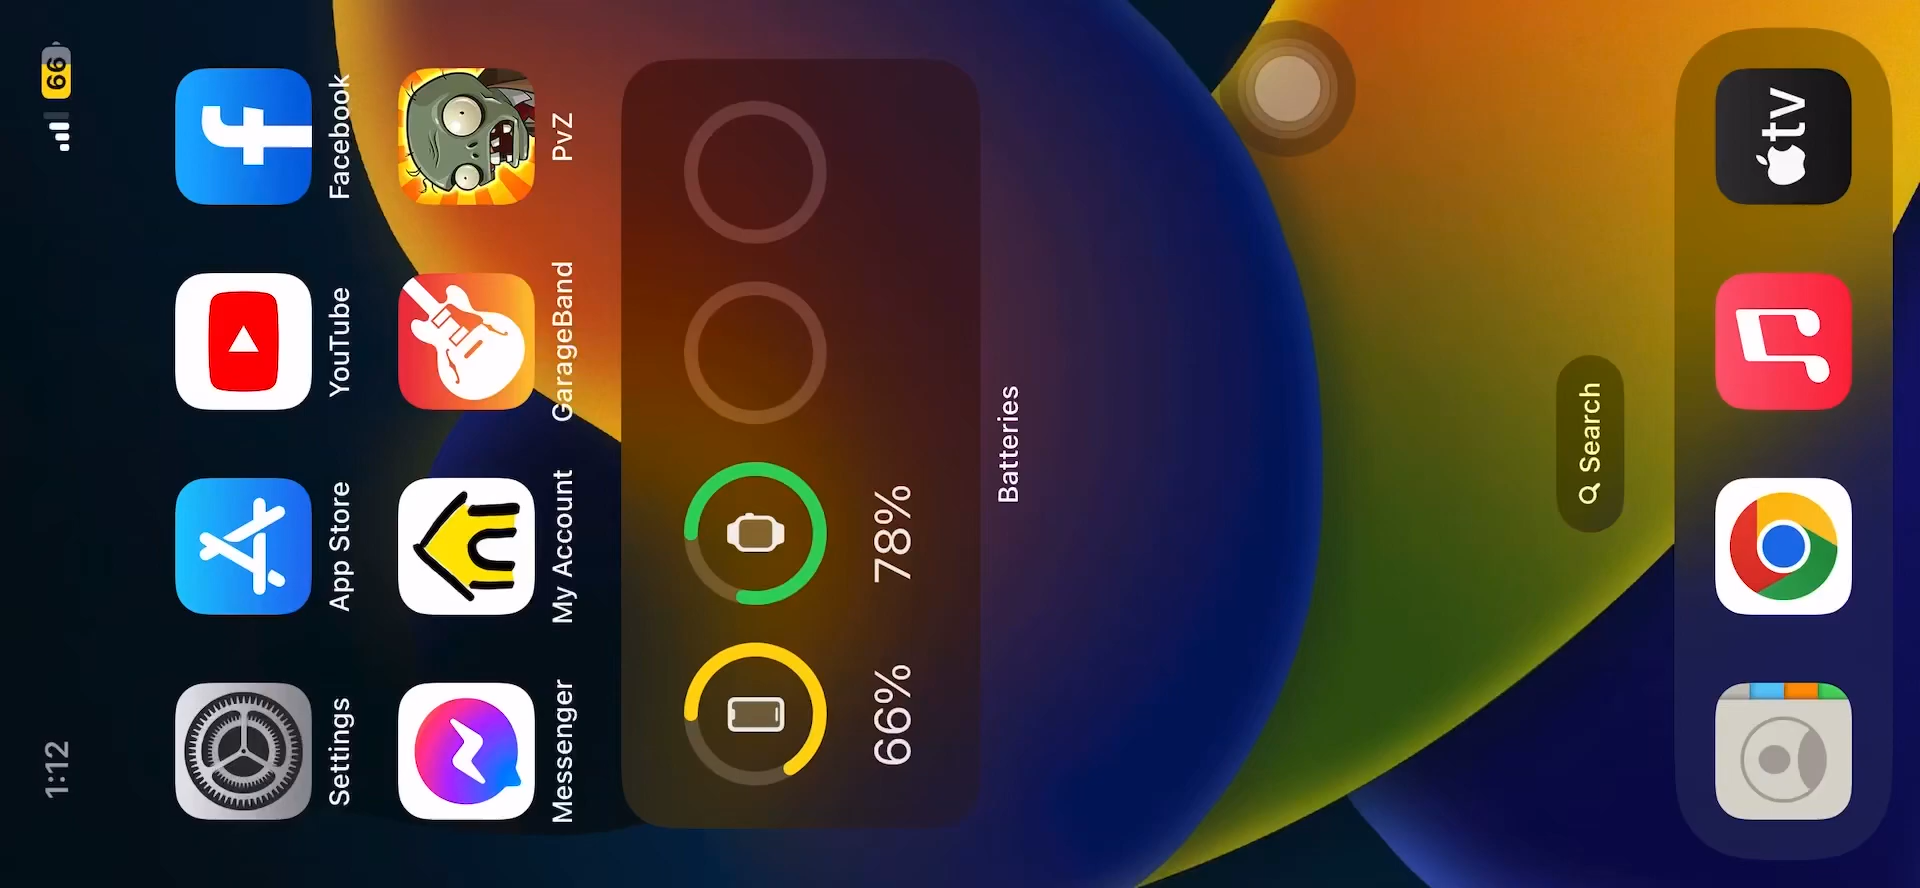 1:12
66
Settings
App Store
YouTube
Facebook
Messenger
My Account
GarageBand
PvZ
66%
78%
Batteries
Search
tv